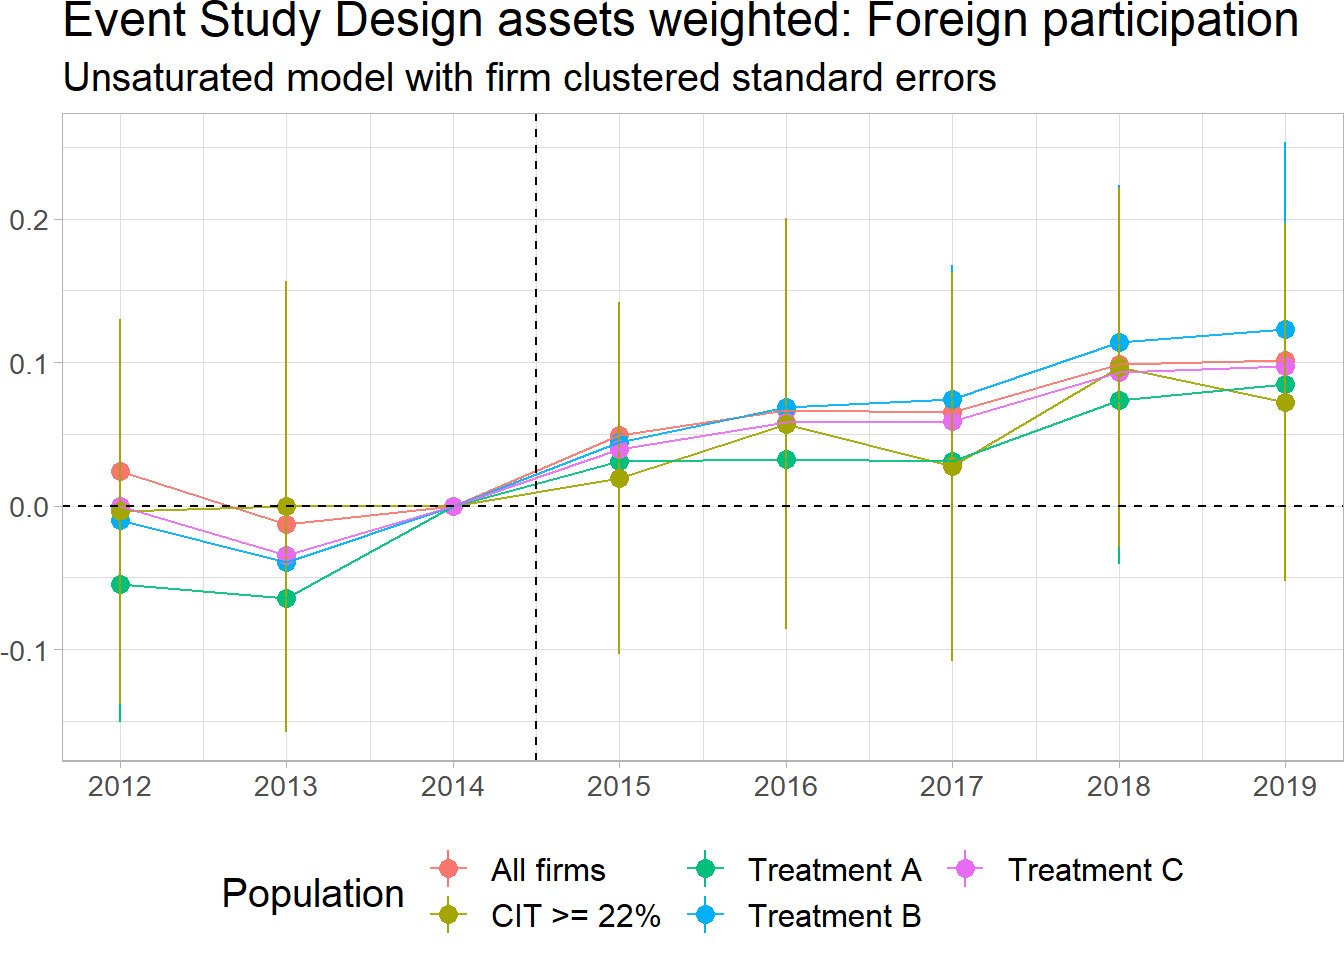 Event Study Design assets weighted: Foreign participation
Unsaturated model with firm clustered standard errors
0.2
0.1
0.0
-0.1
2012 2013 2014 2015 2016 2017 2018 2019
Population
All firms Treatment A Treatment C
CIT >= 22% Treatment B